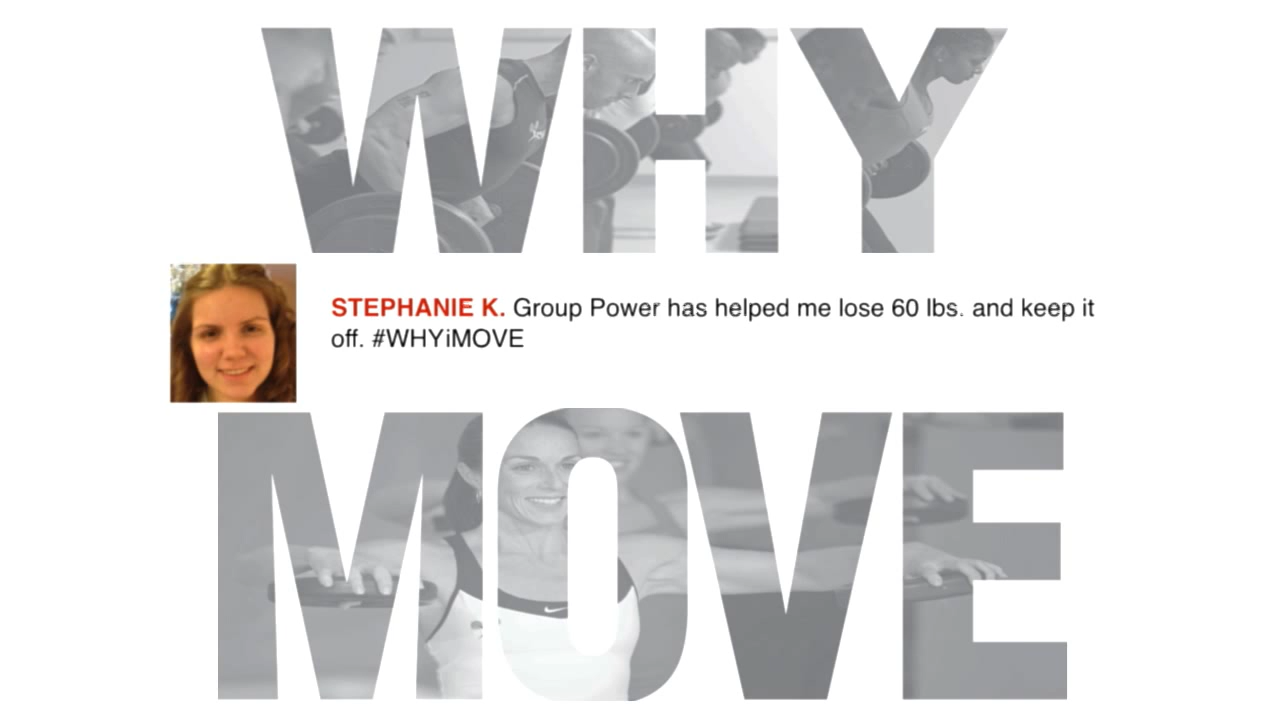 WHY
STEPHANIE K. Group Power has helped me lose 60 lbs. and keep it
off. #WHYiMOVE
MOVE